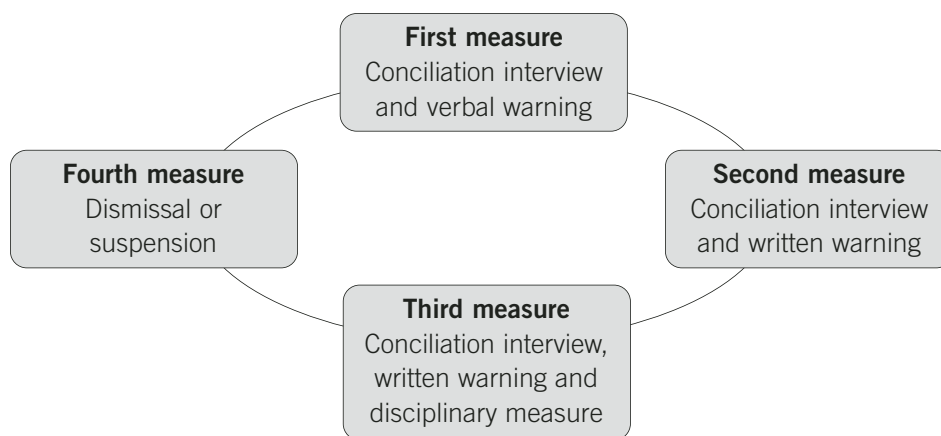 First measure
Conciliation interview
and verbal warning
Second measure
Conciliation interview
and written warning
Third measure
Conciliation interview,
written warning and
disciplinary measure
Fourth measure
Dismissal or
suspension